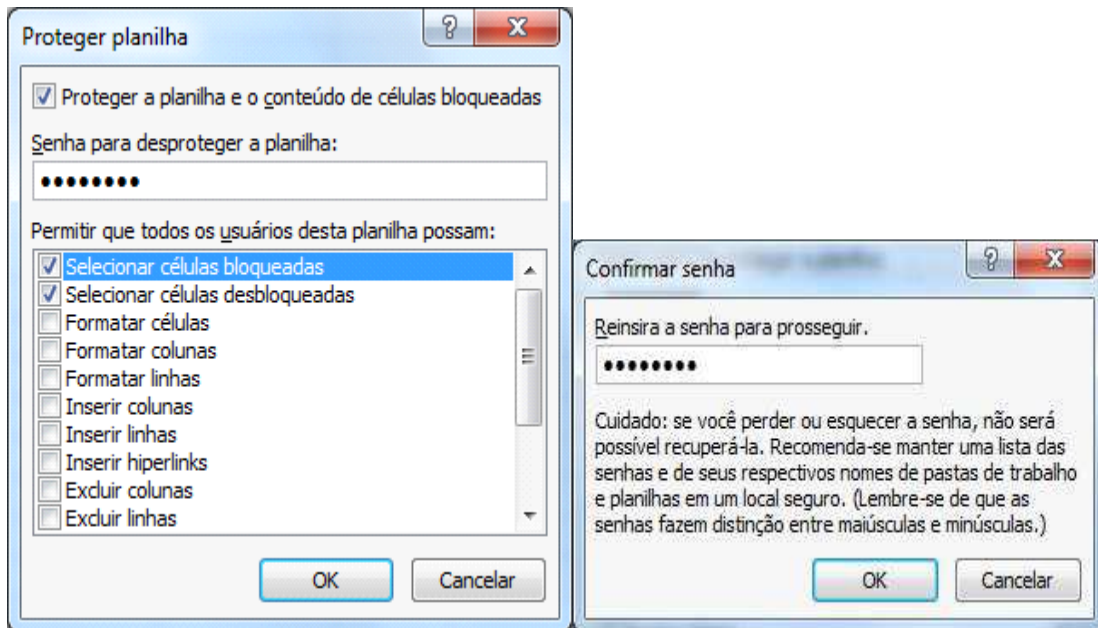 Proteger planilha
Proteger a planilha e o conteúdo de células bloqueadas
Senha para desproteger a planilha:
••••••••
Permitir que todos os usuários desta planilha possam:
Selecionar células bloqueadas
Selecionar células desbloqueadas
Formatar células
Formatar colunas
Formatar linhas
Inserir colunas
Inserir linhas
Inserir hiperlinks
Excluir colunas
Excluir linhas
OK Cancelar
Confirmar senha
Reinsira a senha para prosseguir.
••••••••
Cuidado: se você perder ou esquecer a senha, não será
possível recuperá-la. Recomenda-se manter uma lista das
senhas e de seus respectivos nomes de pastas de trabalho
e planilhas em um local seguro. (Lembre-se de que as
senhas fazem distinção entre maiúsculas e minúsculas.)
OK Cancelar